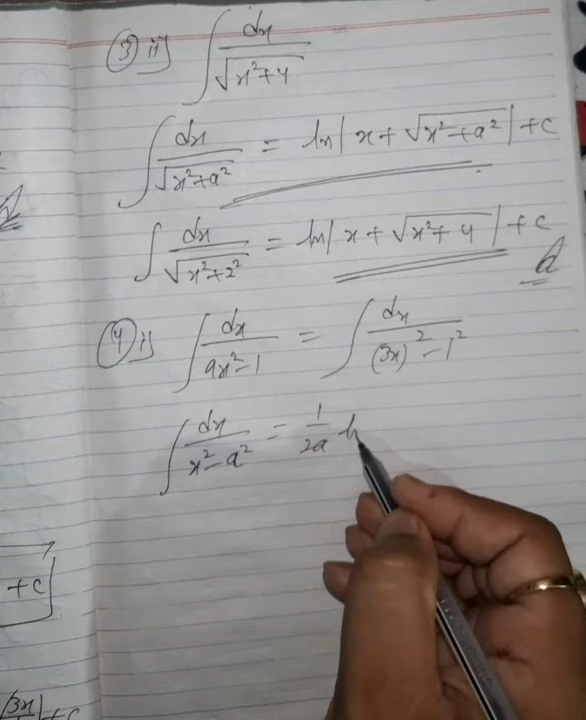 ③ ii) ∫ dx/√(x²+4)
∫ dx/√(x²+a²) = ln|x + √(x²+a²)| + c
∫ dx/√(x²+2²) = ln|x + √(x²+4)| + c
④ i) ∫ dx/(9x²-1) = ∫ dx/((3x)²-1²)
∫ dx/(x²-a²) = 1/2a l
+c
|3x
+c